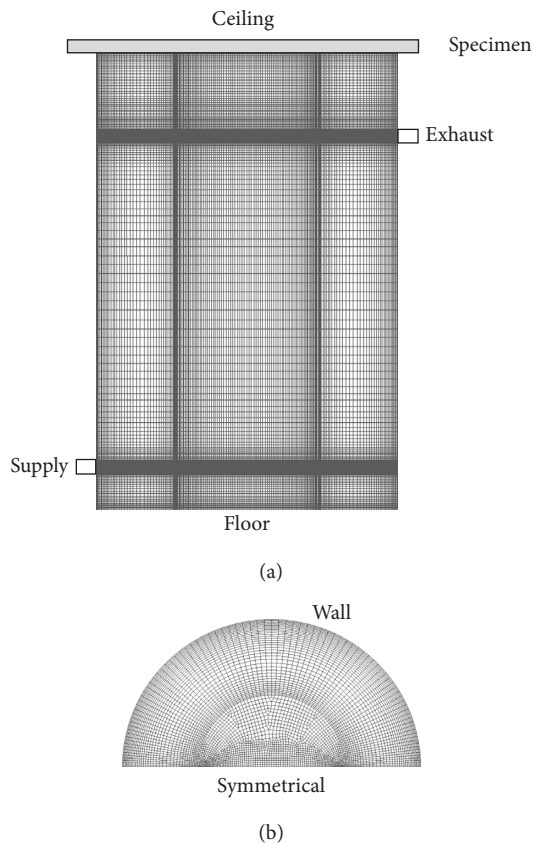 Ceiling
Specimen
Exhaust
Supply
Floor
(a)
Wall
Symmetrical
(b)